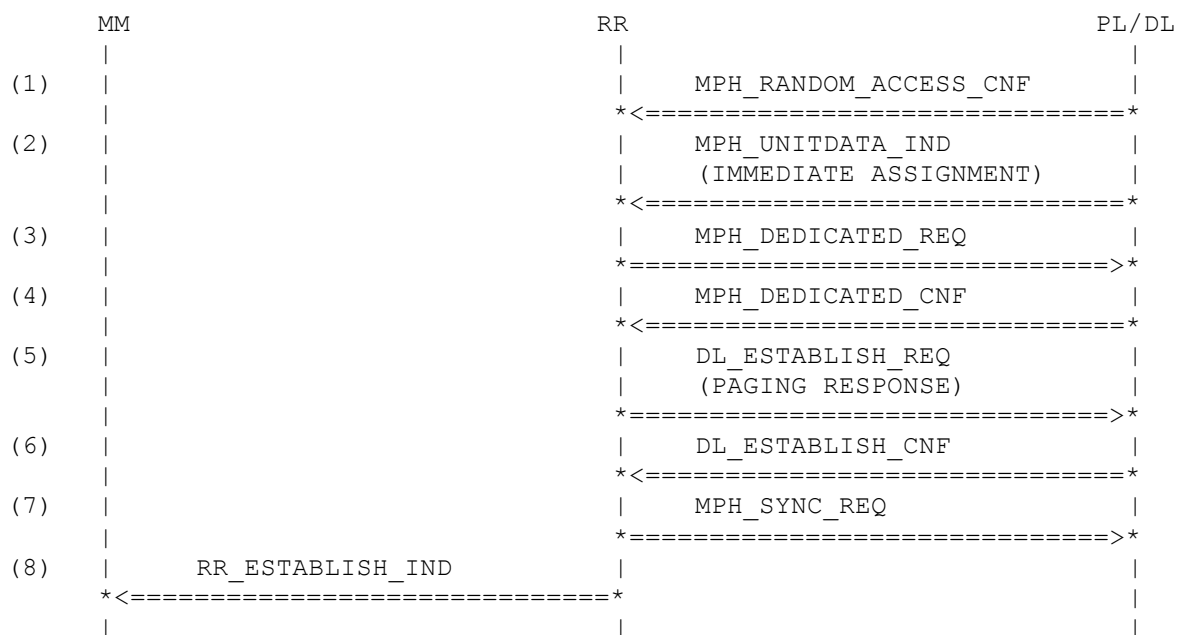 MM RR PL/DL
| | |
(1) | | MPH_RANDOM_ACCESS_CNF |
| *<==============================*
(2) | | MPH_UNITDATA_IND |
| | (IMMEDIATE ASSIGNMENT) |
| *<==============================*
(3) | | MPH_DEDICATED_REQ |
| *==============================>*
(4) | | MPH_DEDICATED_CNF |
| *<==============================*
(5) | | DL_ESTABLISH_REQ |
| | (PAGING RESPONSE) |
| *==============================>*
(6) | | DL_ESTABLISH_CNF |
| *<==============================*
(7) | | MPH_SYNC_REQ |
| *==============================>*
(8) | RR_ESTABLISH_IND | |
*<==============================* |
| | |